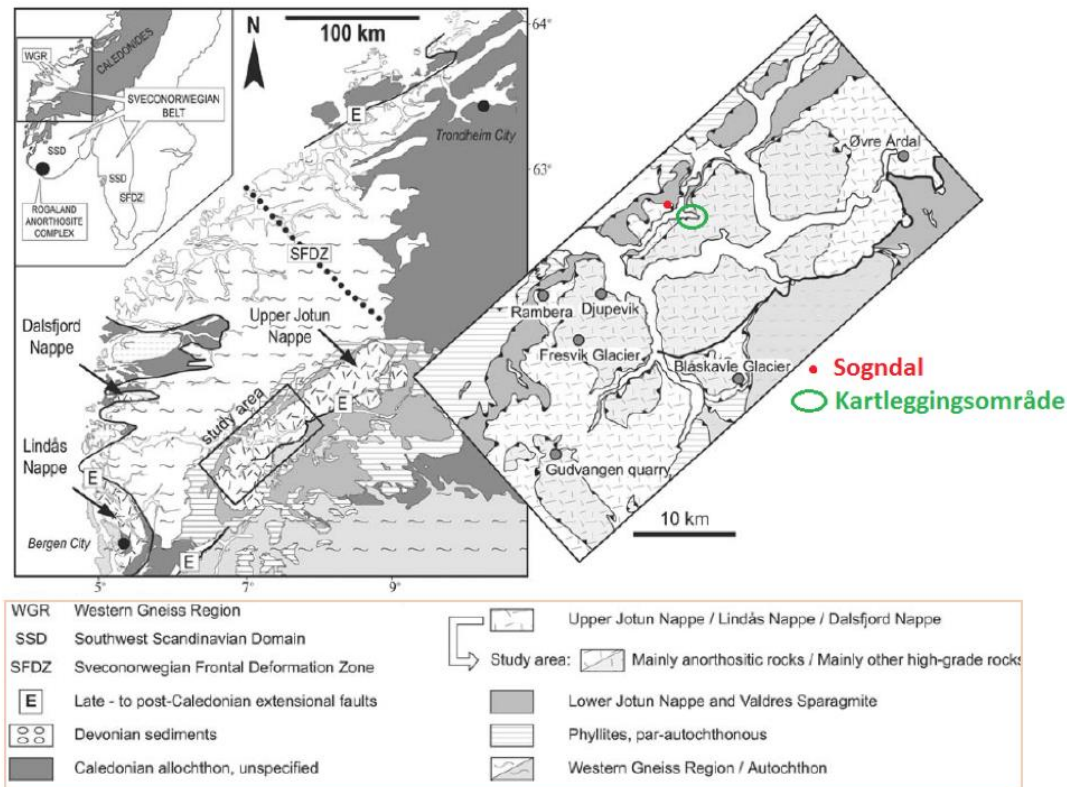 WGR
CALEDONIDES
SVECONORWEGIAN
BELT
SSD
SSD
SFDZ
ROGALAND
ANORTHOSITE
COMPLEX
N
100 km
64°
E
Trondheim City
63°
SFDZ
Dalsfjord
Nappe
Upper Jotun
Nappe
study area
E
Lindås
Nappe
E
Bergen City
E
5°
7°
9°
Øvre Årdal
Rambera
Djupevik
Fresvik Glacier
Blåskavle Glacier
Gudvangen quarry
10 km
Sogndal
Kartleggingsområde
WGR Western Gneiss Region
SSD Southwest Scandinavian Domain
SFDZ Sveconorwegian Frontal Deformation Zone
E Late - to post-Caledonian extensional faults
Devonian sediments
Caledonian allochthon, unspecified
Upper Jotun Nappe / Lindås Nappe / Dalsfjord Nappe
Study area: Mainly anorthositic rocks / Mainly other high-grade rocks
Lower Jotun Nappe and Valdres Sparagmite
Phyllites, par-autochthonous
Western Gneiss Region / Autochthon